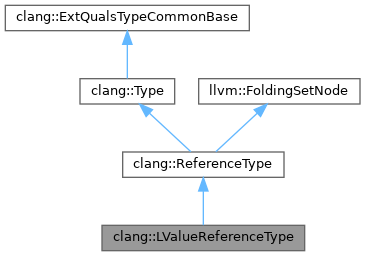 clang::ExtQualsTypeCommonBase
clang::Type
llvm::FoldingSetNode
clang::ReferenceType
clang::LValueReferenceType